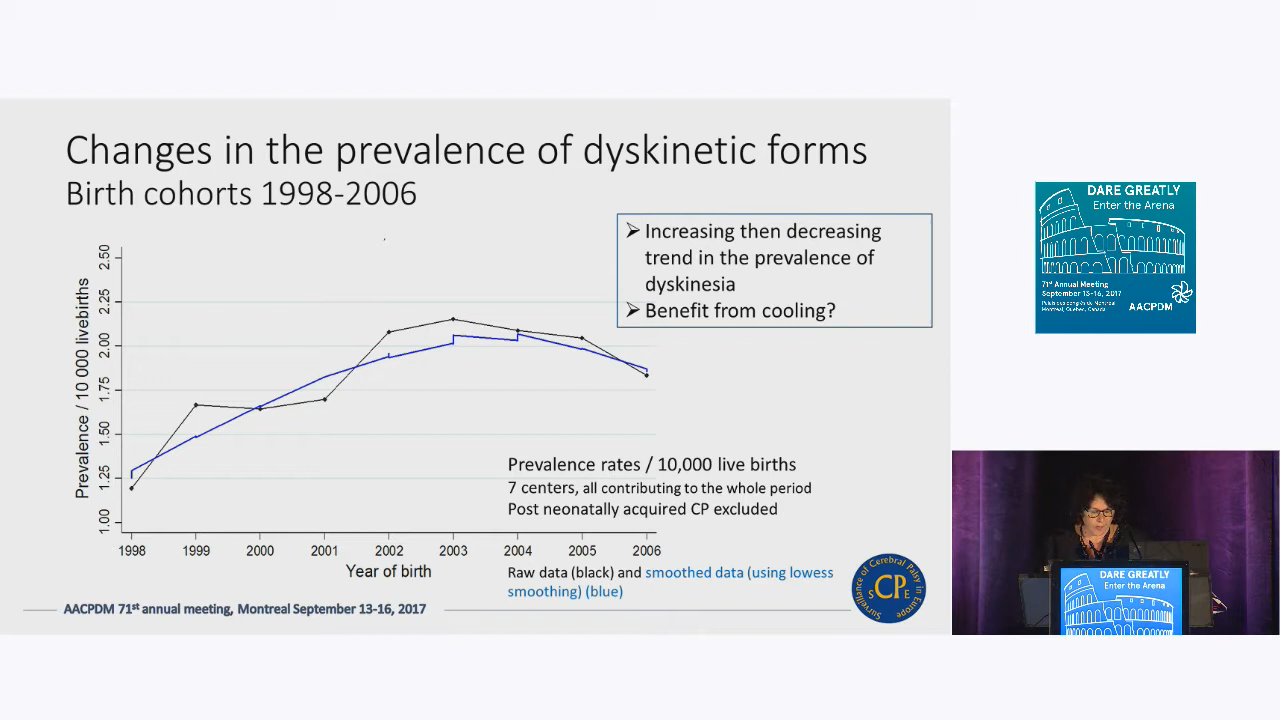 Changes in the prevalence of dyskinetic forms
Birth cohorts 1998-2006
➢ Increasing then decreasing
trend in the prevalence of
dyskinesia
➢ Benefit from cooling?
Prevalence / 10 000 livebirths
2.50
2.25
2.00
1.75
1.50
1.25
1.00
1998 1999 2000 2001 2002 2003 2004 2005 2006
Year of birth
Prevalence rates / 10,000 live births
7 centers, all contributing to the whole period
Post neonatally acquired CP excluded
Raw data (black) and smoothed data (using lowess
smoothing) (blue)
AACPDM 71st annual meeting, Montreal September 13-16, 2017
Surveillance of Cerebral Palsy in Europe
SCPE
DARE GREATLY
Enter the Arena
71st Annual Meeting
September 13-16, 2017
Palais des congrès de Montréal
Montreal, Quebec, Canada
AACPDM
DARE GREATLY
Enter the Arena